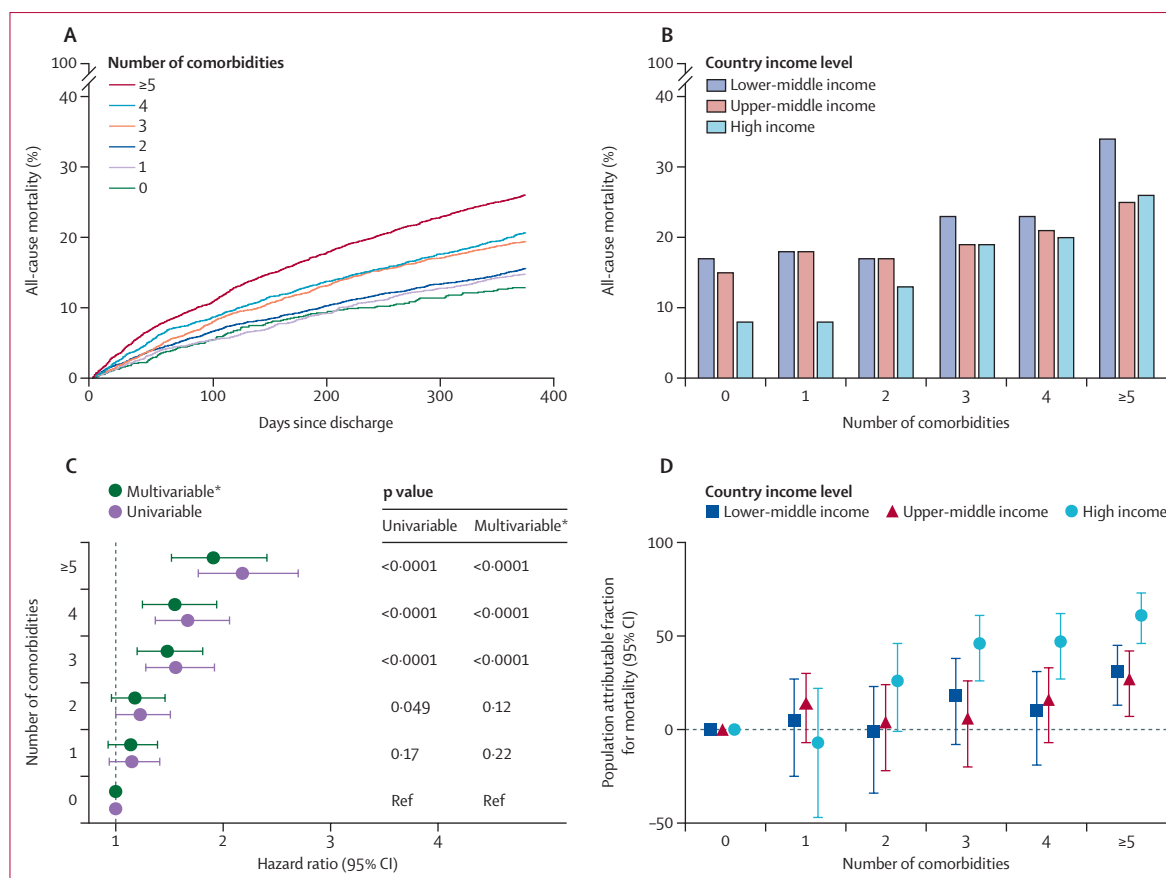 A
Number of comorbidities
≥5
4
3
2
1
0
100
40
30
20
10
0
All-cause mortality (%)
0 100 200 300 400
Days since discharge
B
Country income level
Lower-middle income
Upper-middle income
High income
100
40
30
20
10
0
All-cause mortality (%)
0 1 2 3 4 ≥5
Number of comorbidities
C
Multivariable*
Univariable
p value
Univariable Multivariable*
≥5 <0·0001 <0·0001
4 <0·0001 <0·0001
3 <0·0001 <0·0001
2 0·049 0·12
1 0·17 0·22
0 Ref Ref
Number of comorbidities
1 2 3 4
Hazard ratio (95% CI)
D
Country income level
Lower-middle income Upper-middle income High income
100
50
0
–50
Population attributable fraction
for mortality (95% CI)
0 1 2 3 4 ≥5
Number of comorbidities